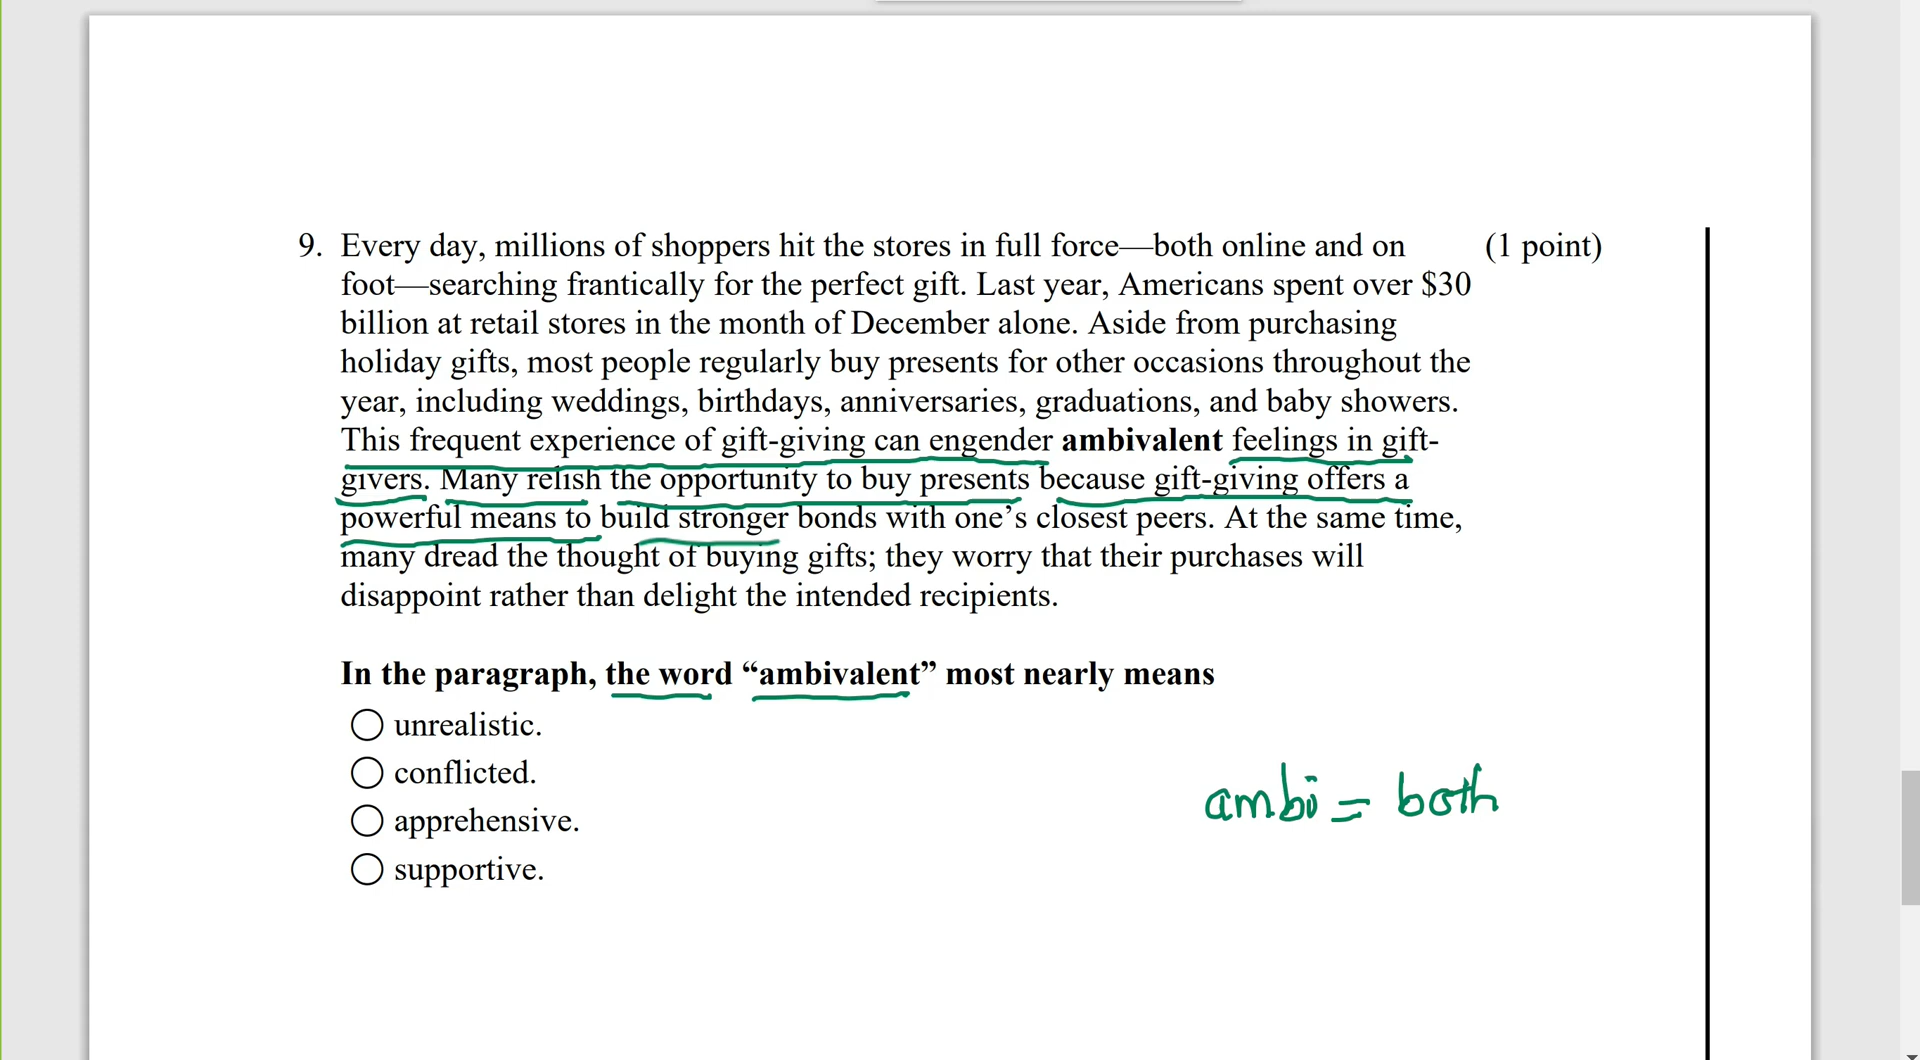 9. Every day, millions of shoppers hit the stores in full force—both online and on (1 point)
foot—searching frantically for the perfect gift. Last year, Americans spent over $30
billion at retail stores in the month of December alone. Aside from purchasing
holiday gifts, most people regularly buy presents for other occasions throughout the
year, including weddings, birthdays, anniversaries, graduations, and baby showers.
This frequent experience of gift-giving can engender ambivalent feelings in gift-
givers. Many relish the opportunity to buy presents because gift-giving offers a
powerful means to build stronger bonds with one’s closest peers. At the same time,
many dread the thought of buying gifts; they worry that their purchases will
disappoint rather than delight the intended recipients.
In the paragraph, the word “ambivalent” most nearly means
unrealistic.
conflicted.
apprehensive.
supportive.
ambi = both